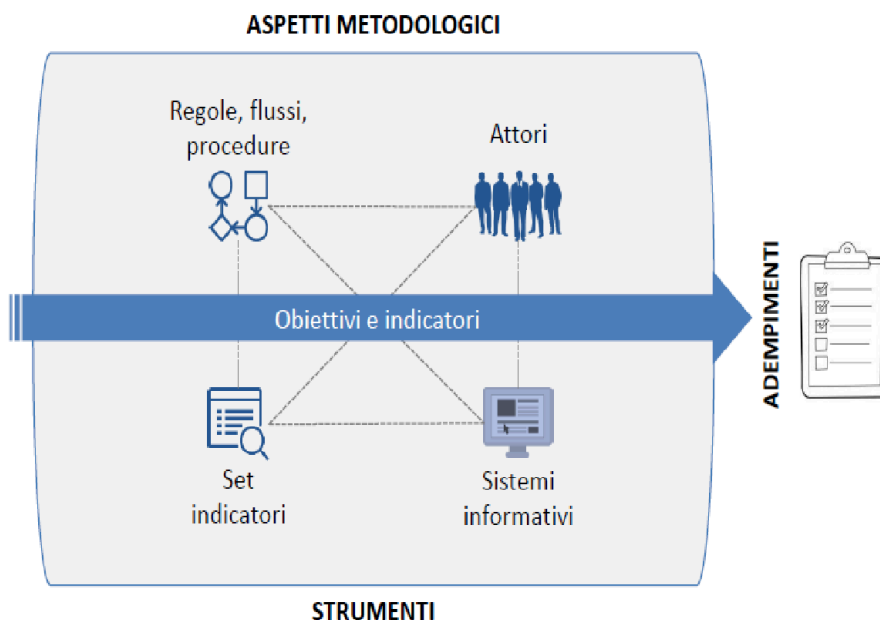 ASPETTI METODOLOGICI
Regole, flussi,
procedure
Attori
Obiettivi e indicatori
ADEMPIMENTI
Set
indicatori
Sistemi
informativi
STRUMENTI